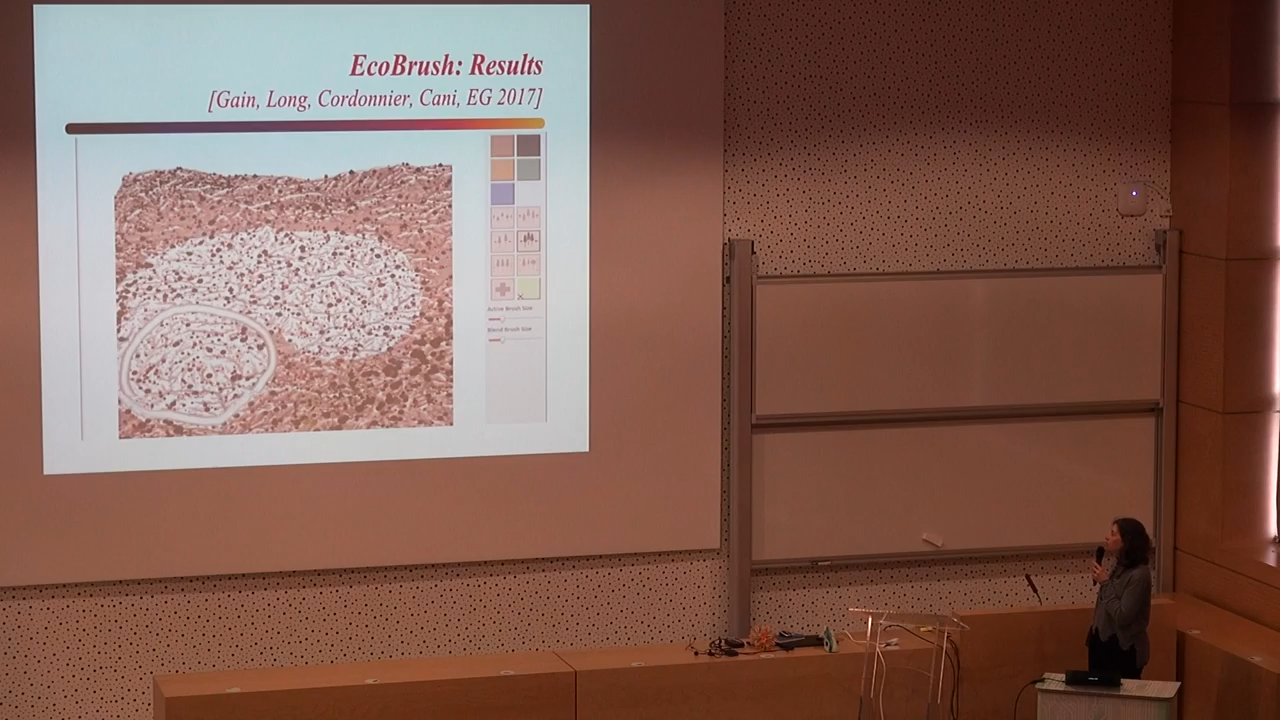 EcoBrush: Results
[Gain, Long, Cordonnier, Cani, EG 2017]
Active Brush Size
Blend Brush Size